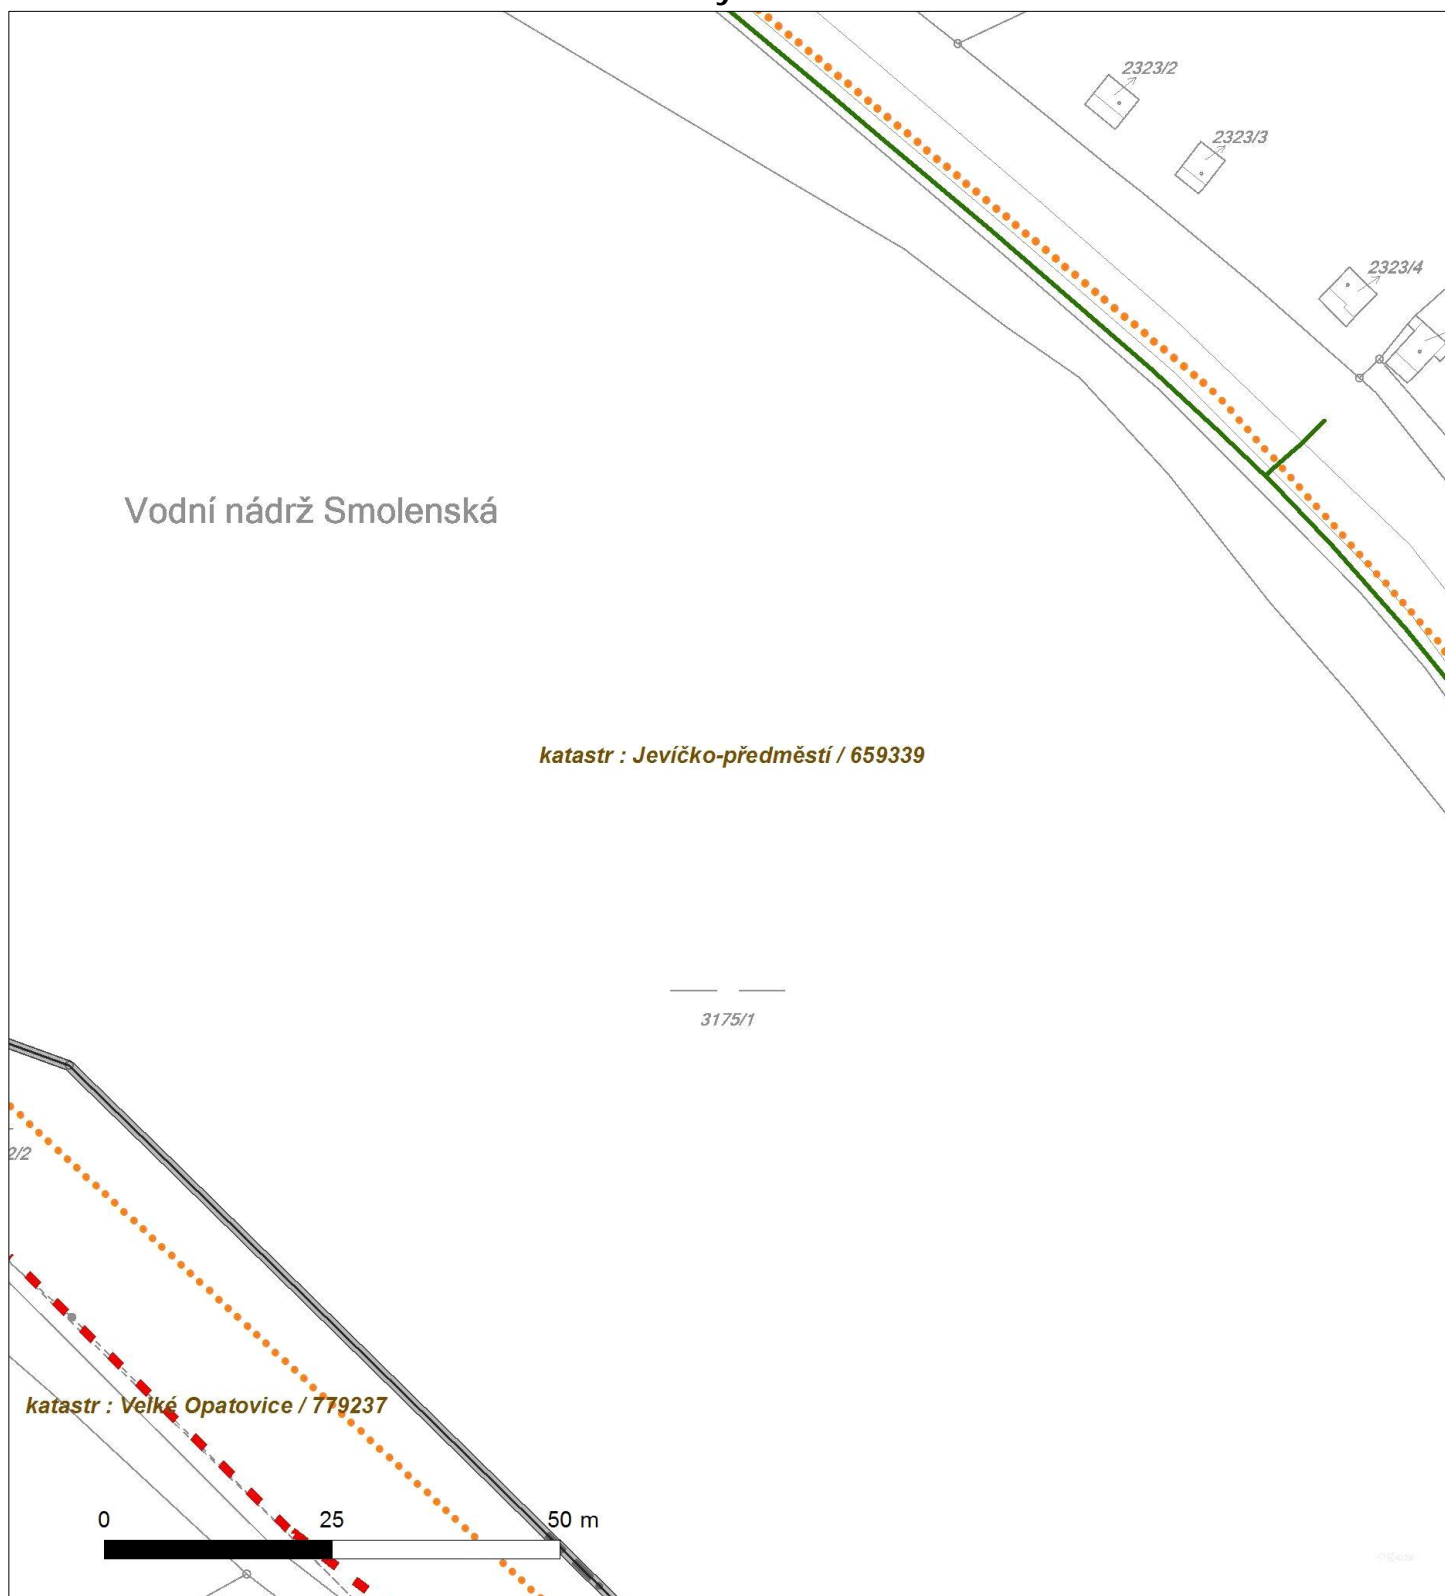 2323/2
2323/3
2323/4
Vodní nádrž Smolenská
katastr : Jevíčko-předměstí / 659339
3175/1
2/2
katastr : Velké Opatovice / 779237
0 25 50 m